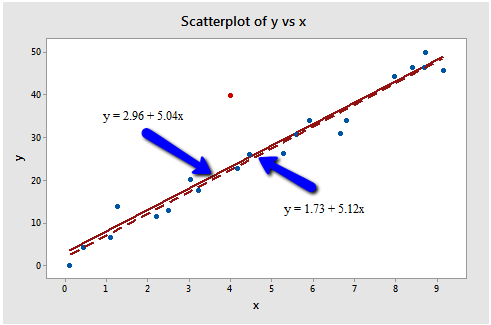 Scatterplot of y vs x
50
y = 2.96 + 5.04x
40
30
y
20
y = 1.73 + 5.12x
10
0
0 1 2 3 4 5 6 7 8 9
x